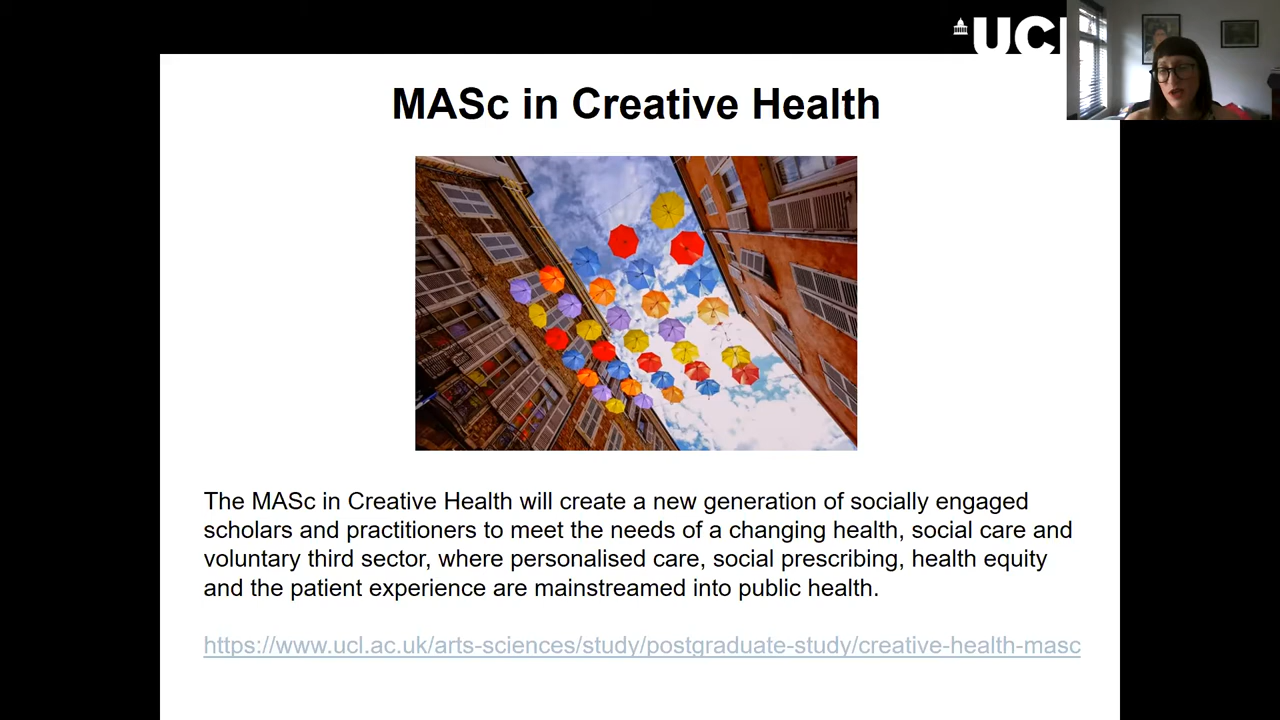 UCL
MASc in Creative Health
The MASc in Creative Health will create a new generation of socially engaged
scholars and practitioners to meet the needs of a changing health, social care and
voluntary third sector, where personalised care, social prescribing, health equity
and the patient experience are mainstreamed into public health.
https://www.ucl.ac.uk/arts-sciences/study/postgraduate-study/creative-health-masc